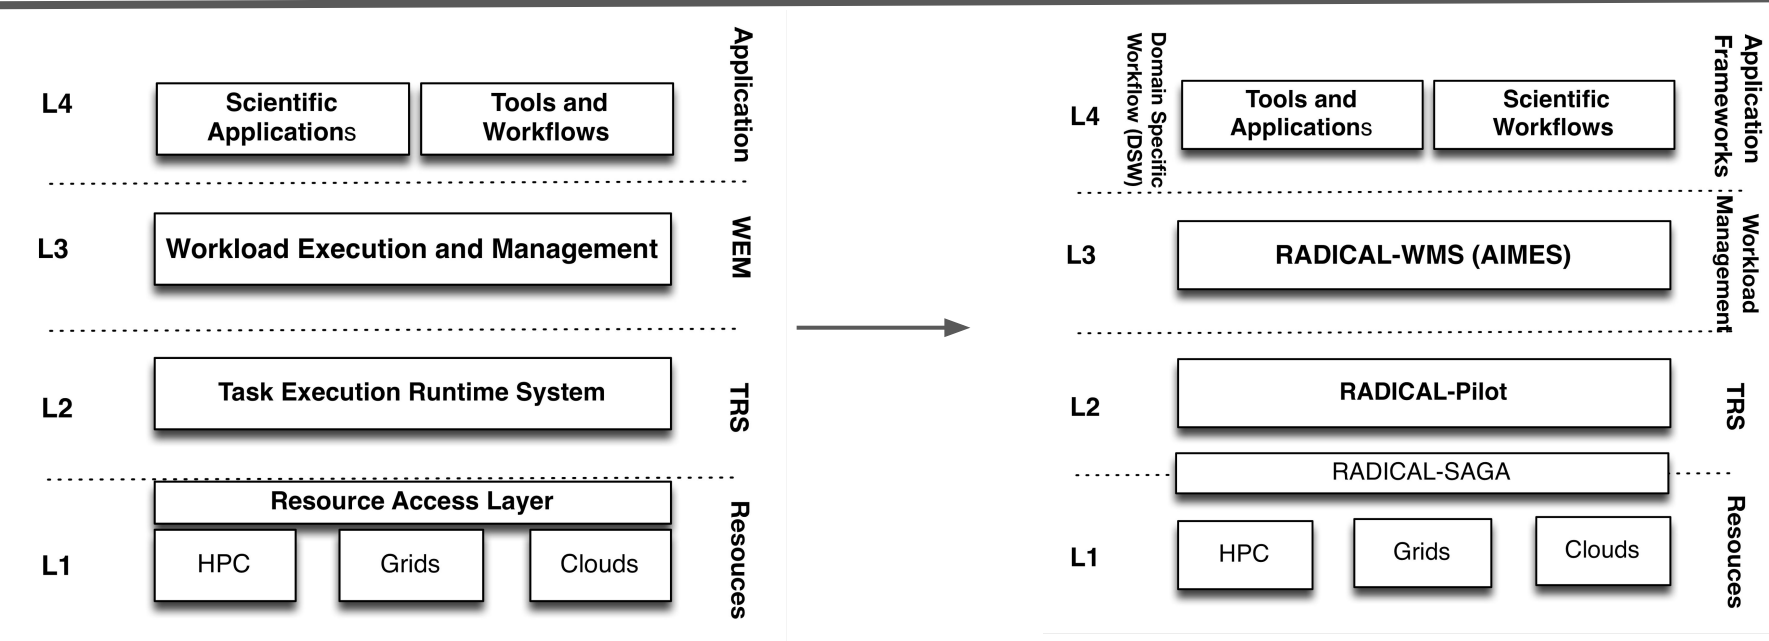 Application
L4
Scientific
Applications
Tools and
Workflows
L3
Workload Execution and Management
WEM
L2
Task Execution Runtime System
TRS
Resource Access Layer
L1
HPC
Grids
Clouds
Resouces
Domain Specific
Workflow (DSW)
L4
Tools and
Applications
Scientific
Workflows
Application
Frameworks
L3
RADICAL-WMS (AIMES)
Workload
Management
L2
RADICAL-Pilot
TRS
RADICAL-SAGA
L1
HPC
Grids
Clouds
Resouces